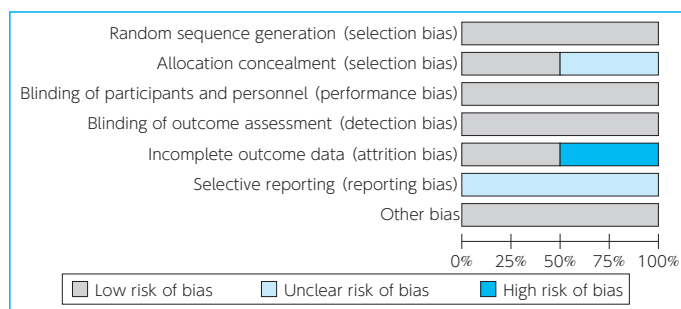 Random sequence generation (selection bias)
Allocation concealment (selection bias)
Blinding of participants and personnel (performance bias)
Blinding of outcome assessment (detection bias)
Incomplete outcome data (attrition bias)
Selective reporting (reporting bias)
Other bias
0% 25% 50% 75% 100%
Low risk of bias Unclear risk of bias High risk of bias